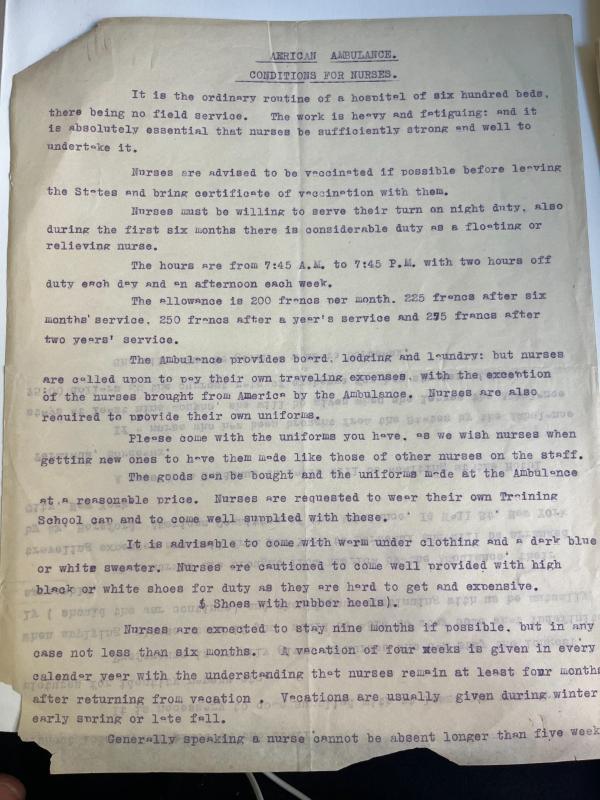 AERICAN AMBULANCE.
CONDITIONS FOR NURSES.
It is the ordinary routine of a hospital of six hundred beds,
there being no field service. The work is heavy and fatiguing: and it
is absolutely essential that nurses be sufficiently strong and well to
undertake it.
Nurses are advised to be vaccinated if possible before leaving
the States and bring certificate of vaccination with them.
Nurses must be willing to serve their turn on night duty, also
during the first six months there is considerable duty as a floating or
relieving nurse.
The hours are from 7:45 A.M. to 7:45 P.M. with two hours off
duty each day and an afternoon each week.
The allowance is 200 francs per month, 225 francs after six
months' service, 250 francs after a year's service and 275 francs after
two years' service.
The Ambulance provides board, lodging and laundry: but nurses
are called upon to pay their own traveling expenses, with the exception
of the nurses brought from America by the Ambulance. Nurses are also
required to provide their own uniforms.
Please come with the uniforms you have, as we wish nurses when
getting new ones to have them made like those of other nurses on the staff.
The goods can be bought and the uniforms made at the Ambulance
at a reasonable price. Nurses are requested to wear their own Training
School cap and to come well supplied with these.
It is advisable to come with warm under clothing and a dark blue
or white sweater. Nurses are cautioned to come well provided with high
black or white shoes for duty as they are hard to get and expensive.
( Shoes with rubber heels).
Nurses are expected to stay nine months if possible, but in any
case not less than six months. A vacation of four weeks is given in every
calender year with the understanding that nurses remain at least four months
after returning from vacation . Vacations are usually given during winter
early spring or late fall.
Generally speaking a nurse cannot be absent longer than five week